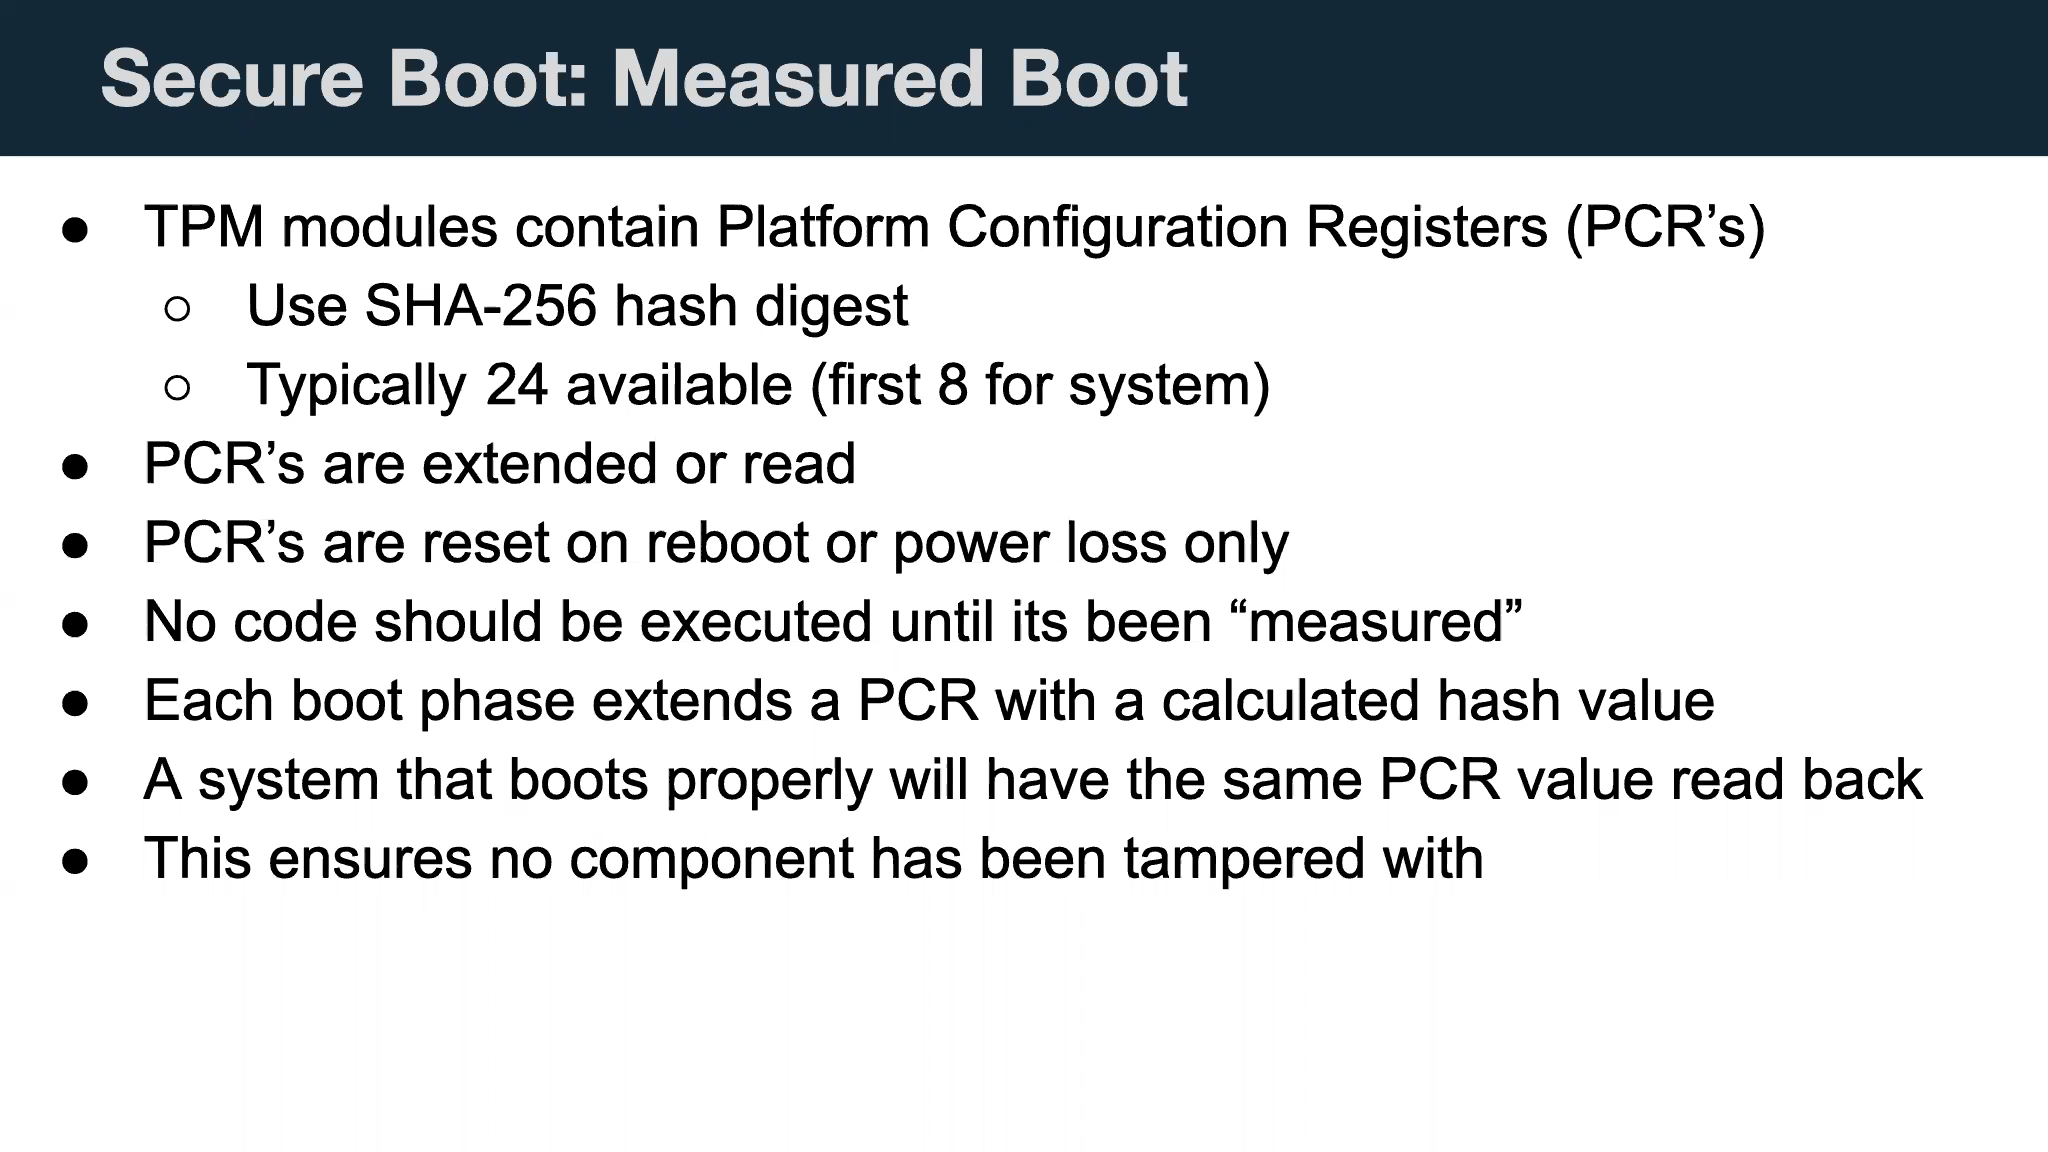 Secure Boot: Measured Boot
● TPM modules contain Platform Configuration Registers (PCR’s)
○ Use SHA-256 hash digest
○ Typically 24 available (first 8 for system)
● PCR’s are extended or read
● PCR’s are reset on reboot or power loss only
● No code should be executed until its been “measured”
● Each boot phase extends a PCR with a calculated hash value
● A system that boots properly will have the same PCR value read back
● This ensures no component has been tampered with